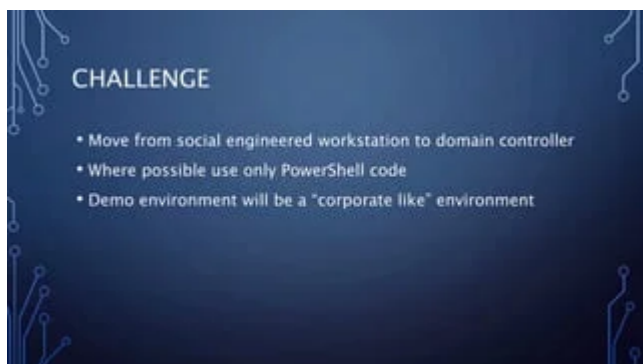 CHALLENGE
• Move from social engineered workstation to domain controller
• Where possible use only PowerShell code
• Demo environment will be a "corporate like" environment